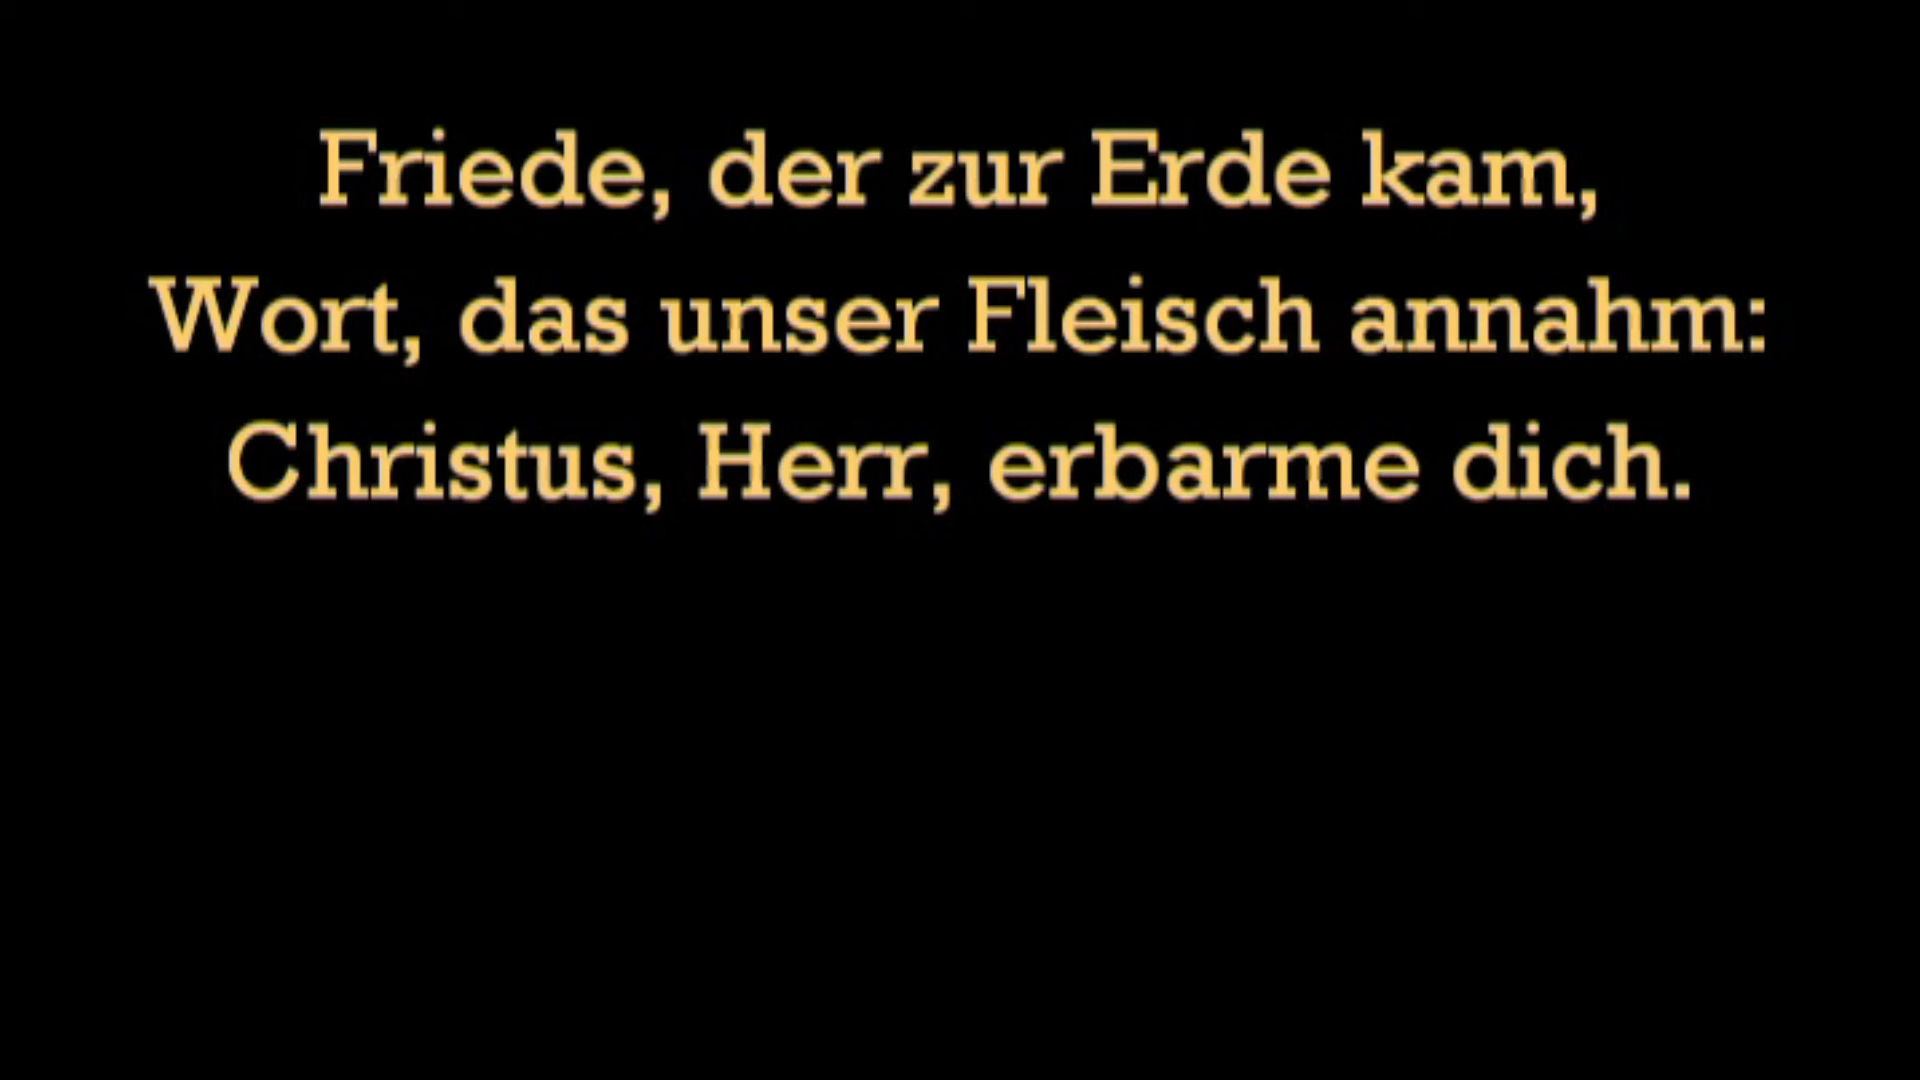 Friede, der zur Erde kam,
Wort, das unser Fleisch annahm:
Christus, Herr, erbarme dich.